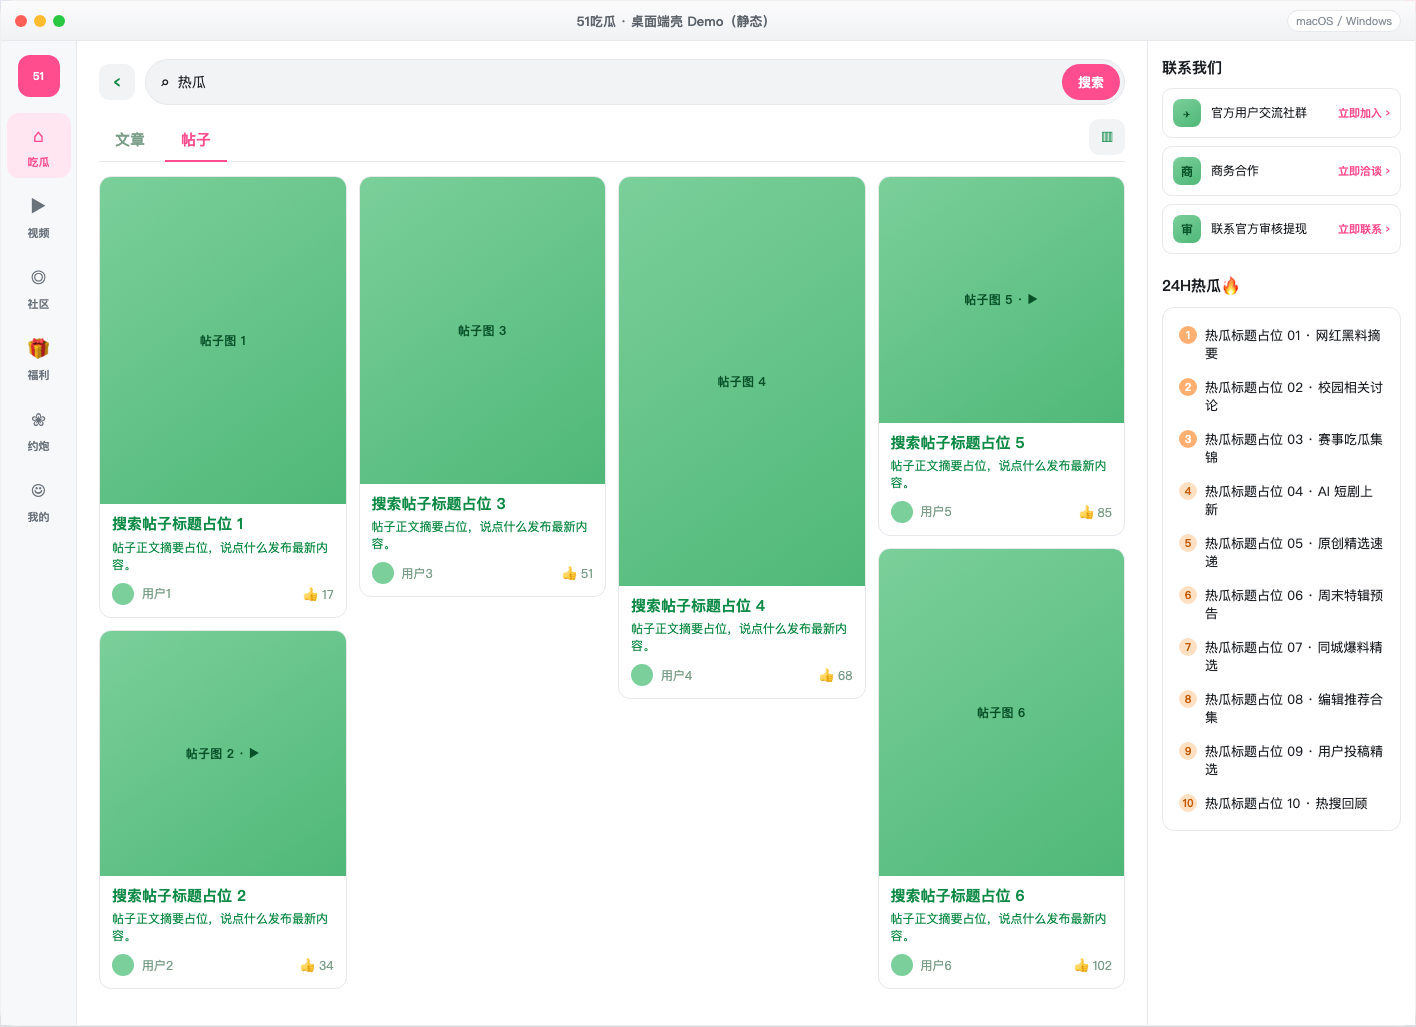 51吃瓜 · 桌面端壳 Demo（静态）
macOS / Windows
51
吃瓜
视频
社区
福利
约炮
我的
热瓜
搜索
文章
帖子
帖子图 1
搜索帖子标题占位 1
帖子正文摘要占位，说点什么发布最新内
容。
用户1
17
帖子图 2 · ▶
搜索帖子标题占位 2
帖子正文摘要占位，说点什么发布最新内
容。
用户2
34
帖子图 3
搜索帖子标题占位 3
帖子正文摘要占位，说点什么发布最新内
容。
用户3
51
帖子图 4
搜索帖子标题占位 4
帖子正文摘要占位，说点什么发布最新内
容。
用户4
68
帖子图 5 · ▶
搜索帖子标题占位 5
帖子正文摘要占位，说点什么发布最新内
容。
用户5
85
帖子图 6
搜索帖子标题占位 6
帖子正文摘要占位，说点什么发布最新内
容。
用户6
102
联系我们
官方用户交流社群
立即加入 ›
商
商务合作
立即洽谈 ›
审
联系官方审核提现
立即联系 ›
24H热瓜🔥
1 热瓜标题占位 01 · 网红黑料摘
要
2 热瓜标题占位 02 · 校园相关讨
论
3 热瓜标题占位 03 · 赛事吃瓜集
锦
4 热瓜标题占位 04 · AI 短剧上
新
5 热瓜标题占位 05 · 原创精选速
递
6 热瓜标题占位 06 · 周末特辑预
告
7 热瓜标题占位 07 · 同城爆料精
选
8 热瓜标题占位 08 · 编辑推荐合
集
9 热瓜标题占位 09 · 用户投稿精
选
10 热瓜标题占位 10 · 热搜回顾